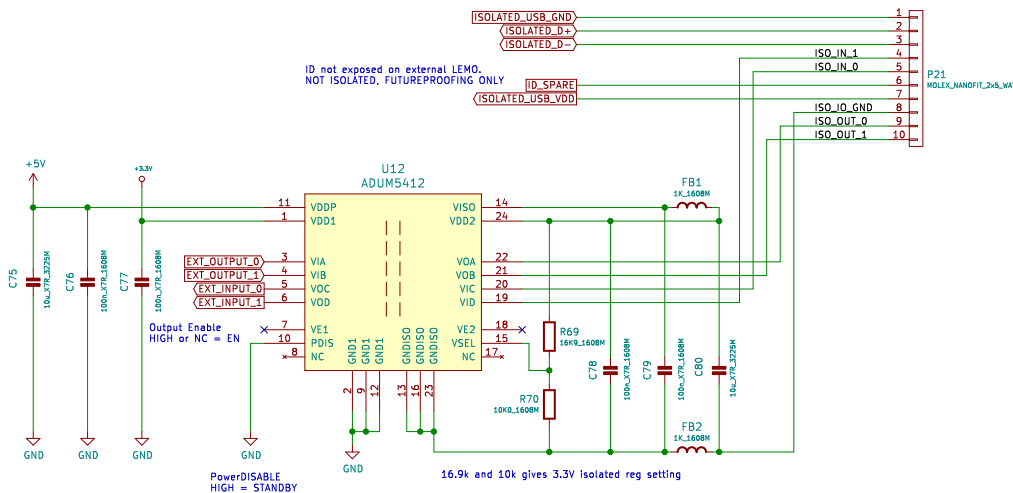 ISOLATED_USB_GND
ISOLATED_D+
ISOLATED_D-
ID not exposed on external LEMO.
NOT ISOLATED, FUTUREPROOFING ONLY
ID_SPARE
ISOLATED_USB_VDD
ISO_IN_1
ISO_IN_0
ISO_IO_GND
ISO_OUT_0
ISO_OUT_1
1
2
3
4
5
6
7
8
9
10
P21
MOLEX_NANOFIT_2x5_WA
+5V
+3.3V
U12
ADUM5412
11 VDDP
1 VDD1
3 VIA
4 VIB
5 VOC
6 VOD
7 VE1
10 PDIS
8 NC
VISO 14
VDD2 24
VOA 22
VOB 21
VIC 20
VID 19
VE2 18
VSEL 15
NC 17
GND1 2
GND1 9
GND1 12
GNDISO 13
GNDISO 16
GNDISO 23
EXT_OUTPUT_0
EXT_OUTPUT_1
EXT_INPUT_0
EXT_INPUT_1
C75
10u_X7R_3225M
C76
100n_X7R_1608M
C77
100n_X7R_1608M
Output Enable
HIGH or NC = EN
FB1
1K_1608M
R69
16K9_1608M
R70
10K0_1608M
C78
100n_X7R_1608M
C79
100n_X7R_1608M
C80
10u_X7R_3225M
FB2
1K_1608M
GND
GND
GND
GND
GND
PowerDISABLE
HIGH = STANDBY
16.9k and 10k gives 3.3V isolated reg setting